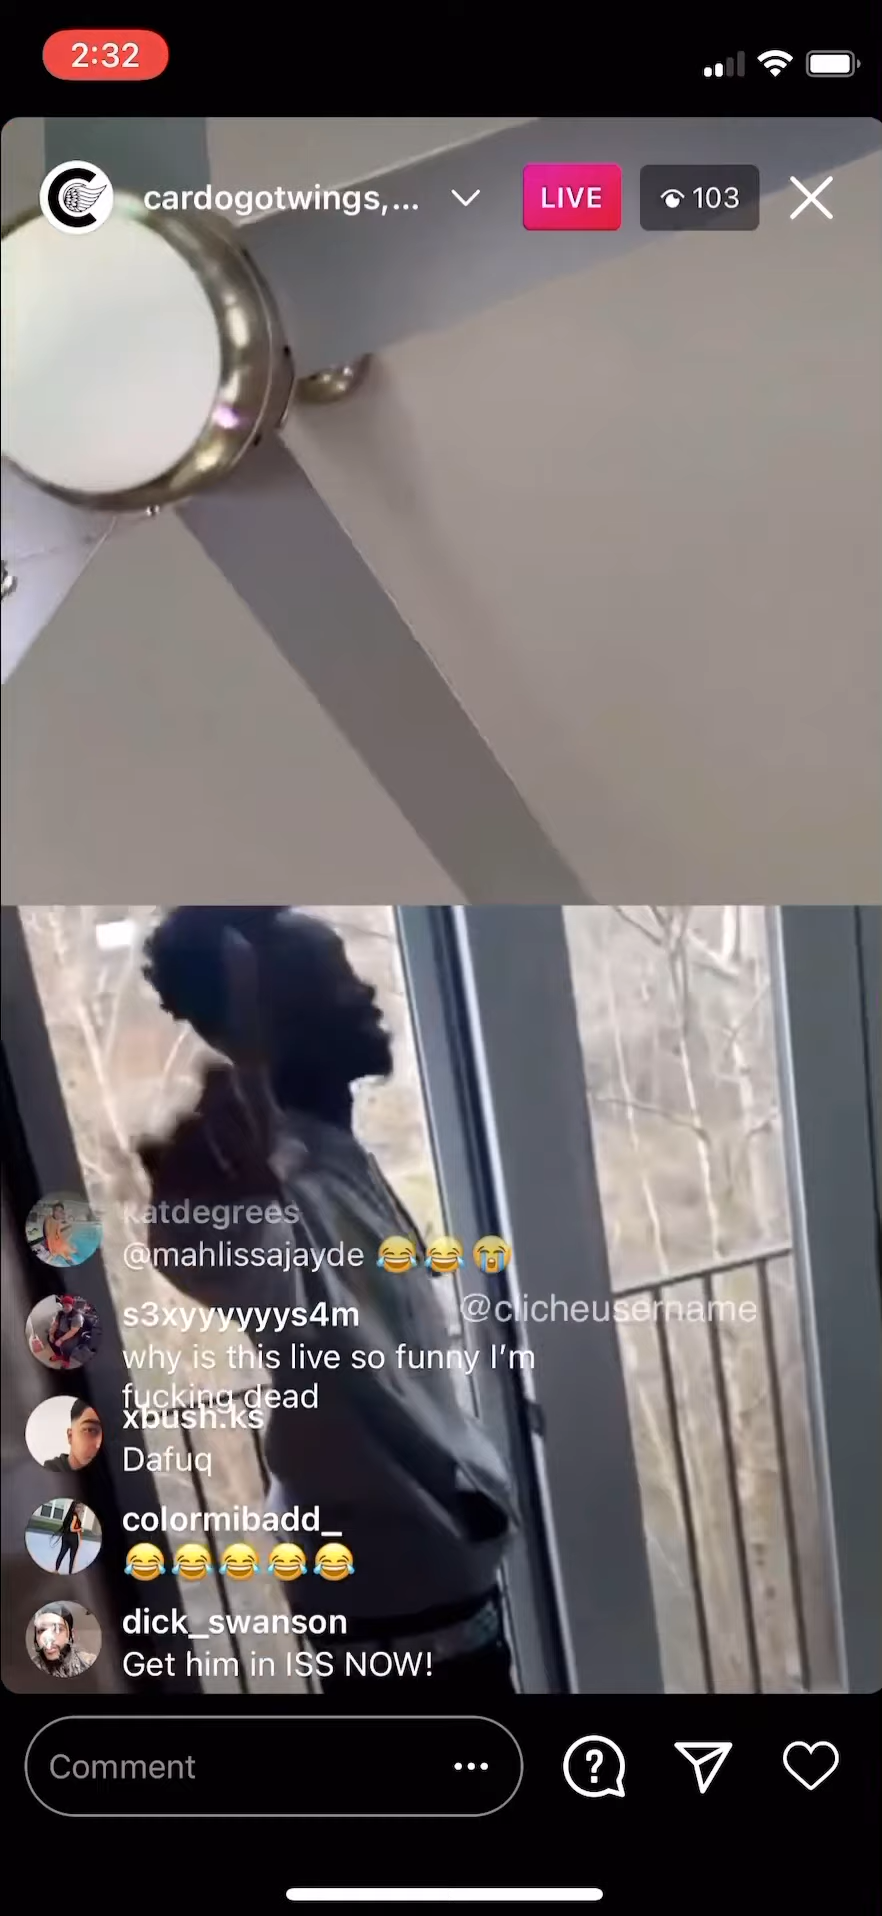 2:32
cardogotwings,...
LIVE
103
katdegrees
@mahlissajayde 😂😂😭
s3xyyyyyys4m
@clicheusername
why is this live so funny I'm
fucking dead
xbush.ks
Dafuq
colormibadd_
😂😂😂😂😂
dick_swanson
Get him in ISS NOW!
Comment